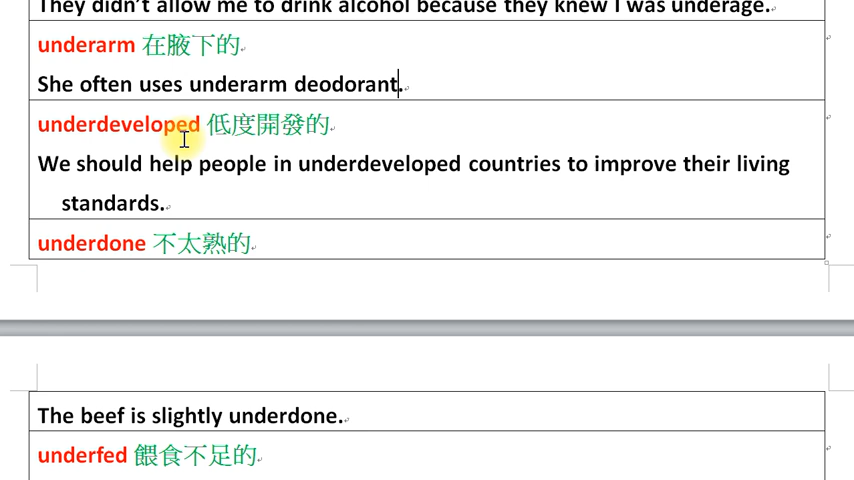 They didn't allow me to drink alcohol because they knew I was underage.
underarm 在腋下的
She often uses underarm deodorant.
underdeveloped 低度開發的
We should help people in underdeveloped countries to improve their living
standards.
underdone 不太熟的
The beef is slightly underdone.
underfed 餵食不足的